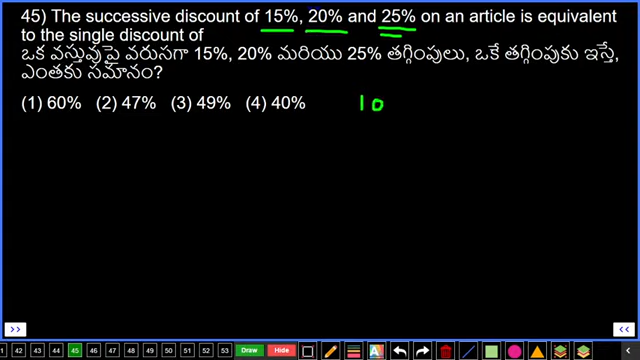 45) The successive discount of 15%, 20% and 25% on an article is equivalent
to the single discount of
ఒక వస్తువుపై వరుసగా 15%, 20% మరియు 25% తగ్గింపులు, ఒకే తగ్గింపుకు ఇస్తే,
ఎంతకు సమానం?
(1) 60% (2) 47% (3) 49% (4) 40% 10
>> 1 42 43 44 45 46 47 48 49 50 51 52 53 Draw Hide A <<